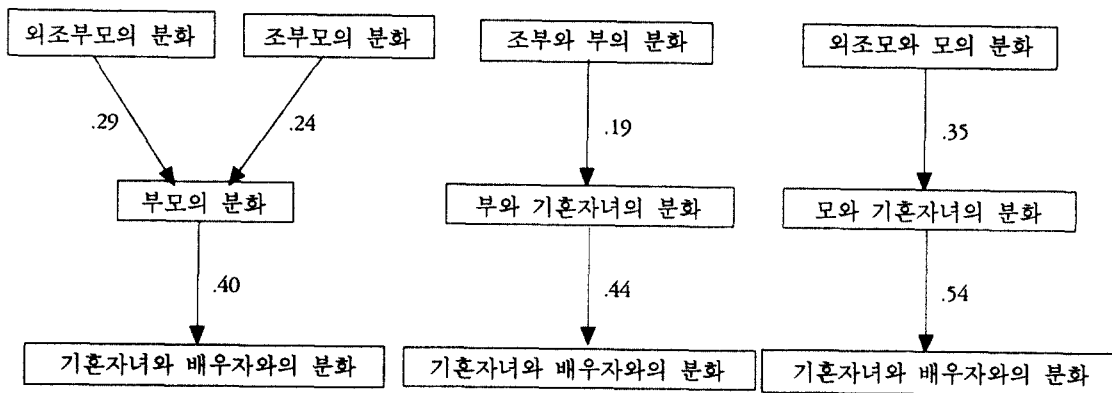 외조부모의 분화
조부모의 분화
조부와 부의 분화
외조모와 모의 분화
.29
.24
.19
.35
부모의 분화
부와 기혼자녀의 분화
모와 기혼자녀의 분화
.40
.44
.54
기혼자녀와 배우자와의 분화
기혼자녀와 배우자와의 분화
기혼자녀와 배우자와의 분화